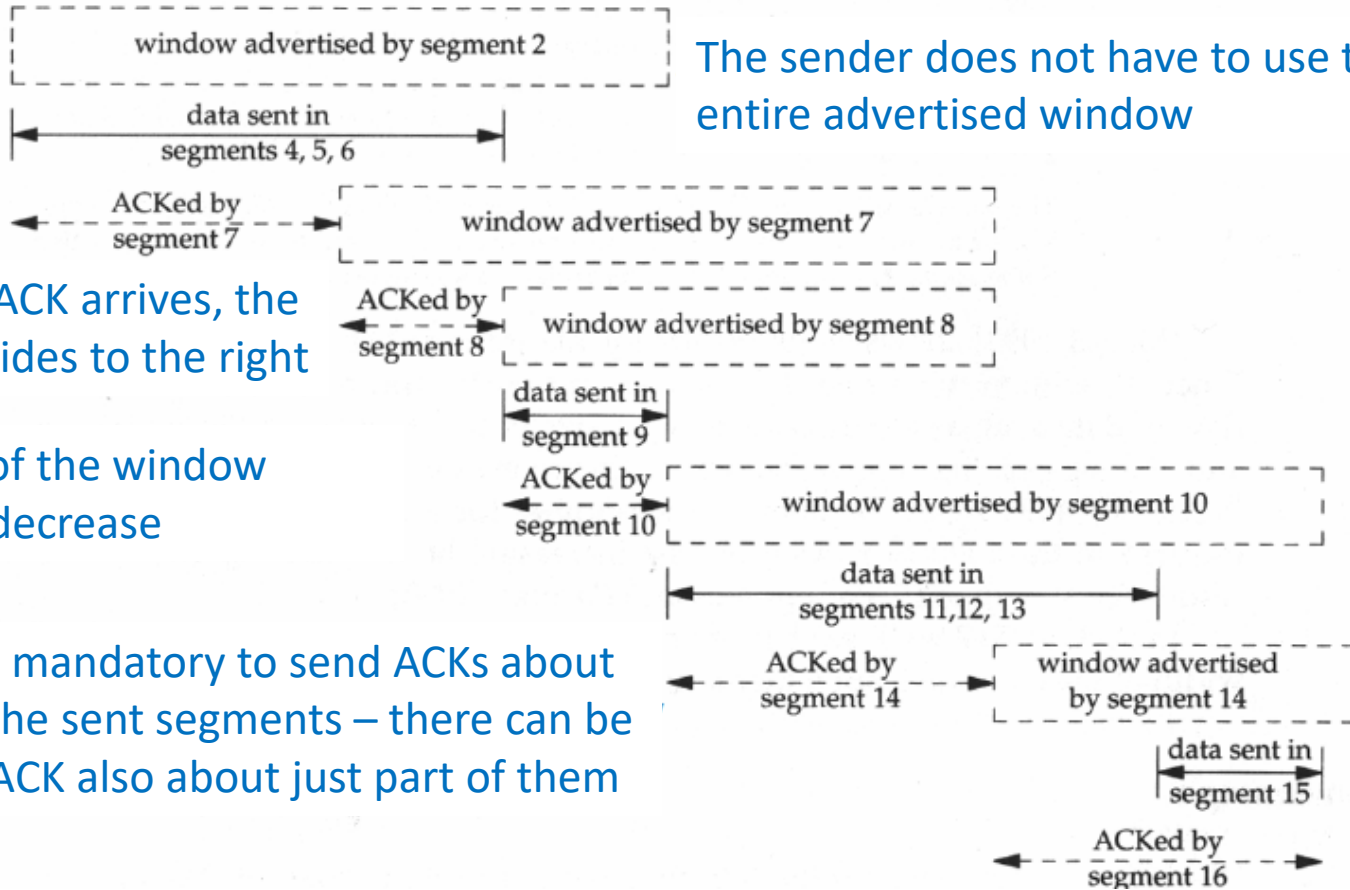 window advertised by segment 2
The sender does not have to use t
entire advertised window
data sent in
segments 4, 5, 6
ACKed by
segment 7
window advertised by segment 7
ACK arrives, the
ides to the right
ACKed by
segment 8
window advertised by segment 8
data sent in
segment 9
of the window
decrease
ACKed by
segment 10
window advertised by segment 10
data sent in
segments 11,12, 13
mandatory to send ACKs about
he sent segments – there can be
ACK also about just part of them
ACKed by
segment 14
window advertised
by segment 14
data sent in
segment 15
ACKed by
segment 16